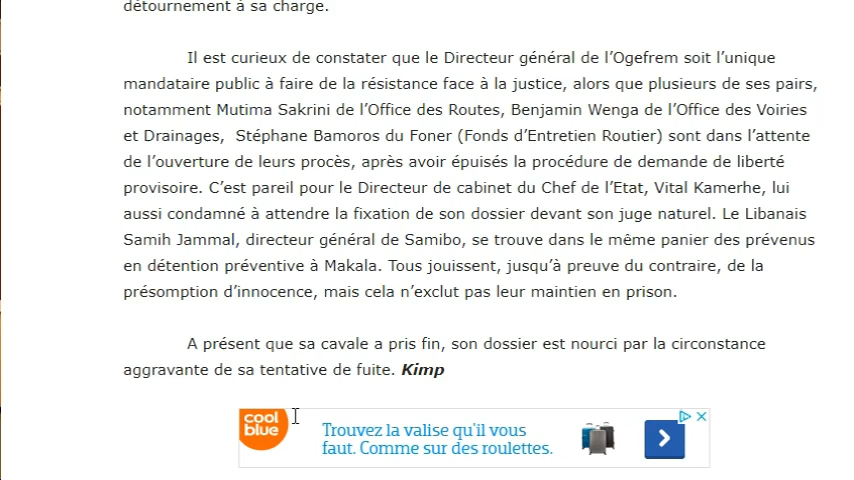 détournement à sa charge.
Il est curieux de constater que le Directeur général de l'Ogefrem soit l'unique
mandataire public à faire de la résistance face à la justice, alors que plusieurs de ses pairs,
notamment Mutima Sakrini de l'Office des Routes, Benjamin Wenga de l'Office des Voiries
et Drainages, Stéphane Bamoros du Foner (Fonds d'Entretien Routier) sont dans l'attente
de l'ouverture de leurs procès, après avoir épuisés la procédure de demande de liberté
provisoire. C'est pareil pour le Directeur de cabinet du Chef de l'Etat, Vital Kamerhe, lui
aussi condamné à attendre la fixation de son dossier devant son juge naturel. Le Libanais
Samih Jammal, directeur général de Samibo, se trouve dans le même panier des prévenus
en détention préventive à Makala. Tous jouissent, jusqu'à preuve du contraire, de la
présomption d'innocence, mais cela n'exclut pas leur maintien en prison.
A présent que sa cavale a pris fin, son dossier est nourci par la circonstance
aggravante de sa tentative de fuite. Kimp
cool
blue
Trouvez la valise qu'il vous
faut. Comme sur des roulettes.